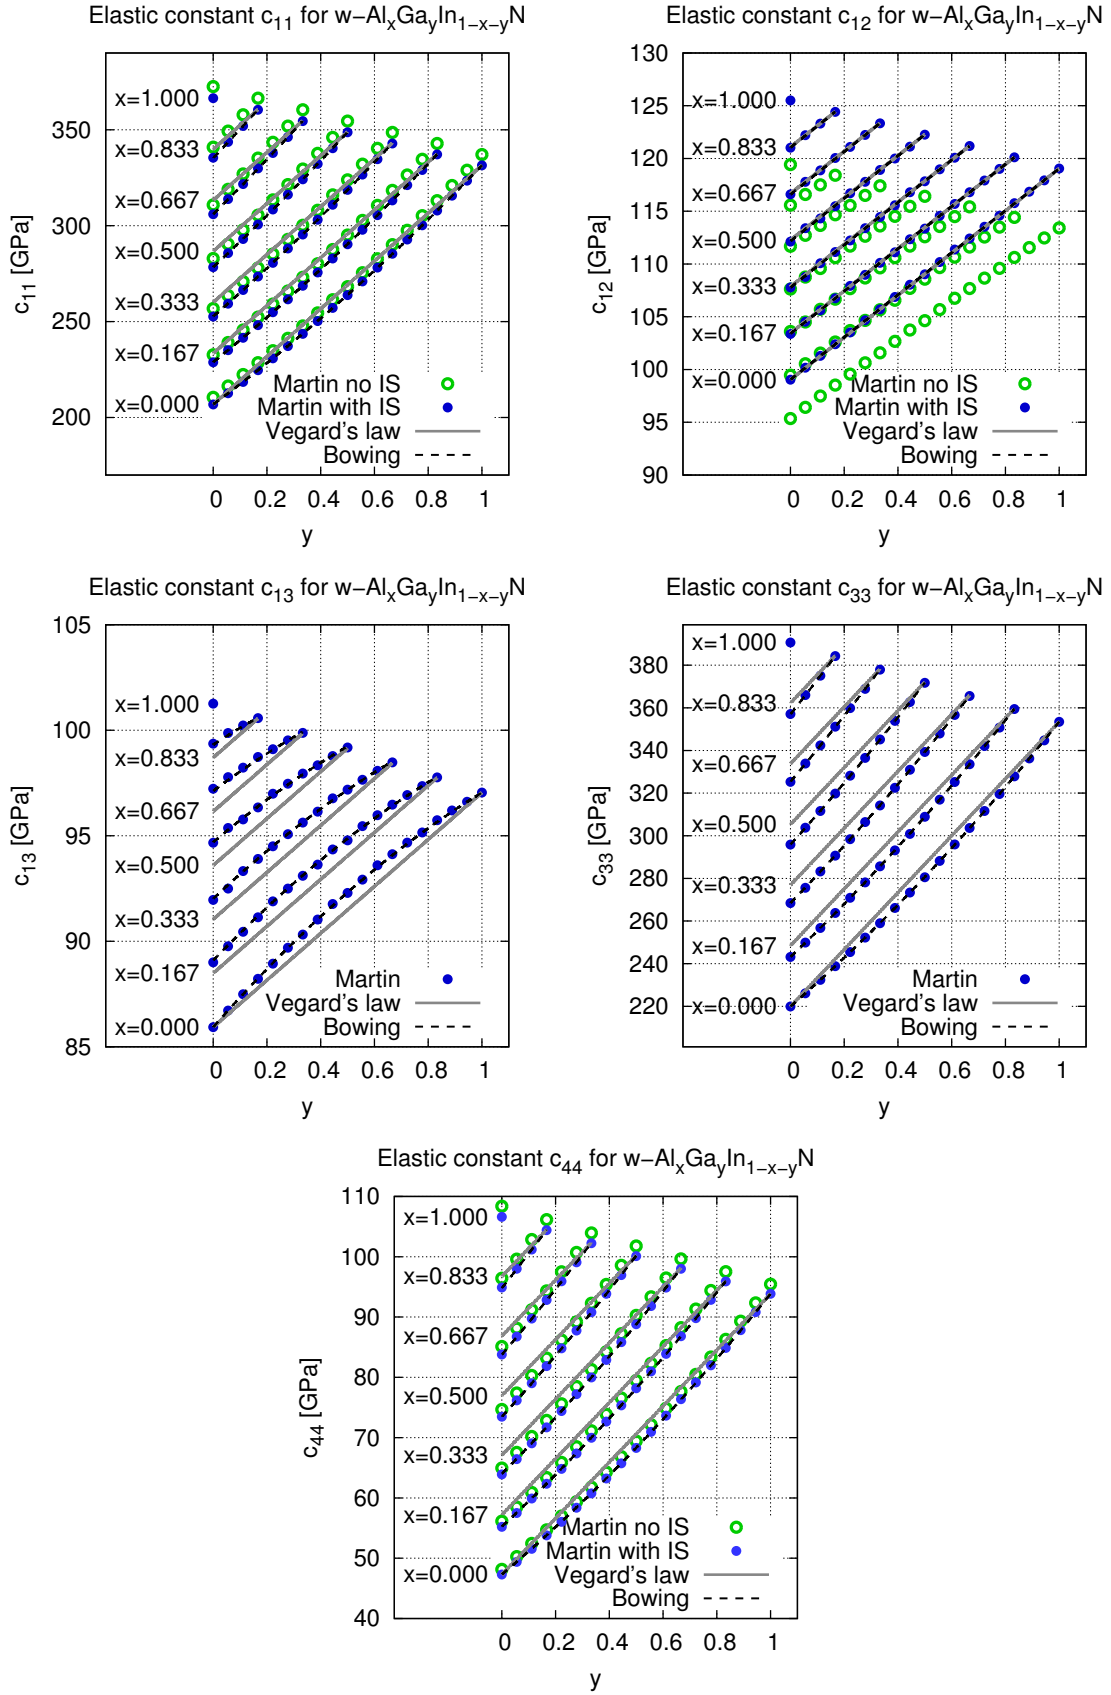 Elastic constant c11 for w−AlxGayIn1−x−yN
c11 [GPa]
350
300
250
200
x=1.000
x=0.833
x=0.667
x=0.500
x=0.333
x=0.167
x=0.000
Martin no IS
Martin with IS
Vegard's law
Bowing
0 0.2 0.4 0.6 0.8 1
y
Elastic constant c12 for w−AlxGayIn1−x−yN
c12 [GPa]
130
125
120
115
110
105
100
95
90
x=1.000
x=0.833
x=0.667
x=0.500
x=0.333
x=0.167
x=0.000
Martin no IS
Martin with IS
Vegard's law
Bowing
0 0.2 0.4 0.6 0.8 1
y
Elastic constant c13 for w−AlxGayIn1−x−yN
c13 [GPa]
105
100
95
90
85
x=1.000
x=0.833
x=0.667
x=0.500
x=0.333
x=0.167
x=0.000
Martin
Vegard's law
Bowing
0 0.2 0.4 0.6 0.8 1
y
Elastic constant c33 for w−AlxGayIn1−x−yN
c33 [GPa]
380
360
340
320
300
280
260
240
220
x=1.000
x=0.833
x=0.667
x=0.500
x=0.333
x=0.167
x=0.000
Martin
Vegard's law
Bowing
0 0.2 0.4 0.6 0.8 1
y
Elastic constant c44 for w−AlxGayIn1−x−yN
c44 [GPa]
110
100
90
80
70
60
50
40
x=1.000
x=0.833
x=0.667
x=0.500
x=0.333
x=0.167
x=0.000
Martin no IS
Martin with IS
Vegard's law
Bowing
0 0.2 0.4 0.6 0.8 1
y